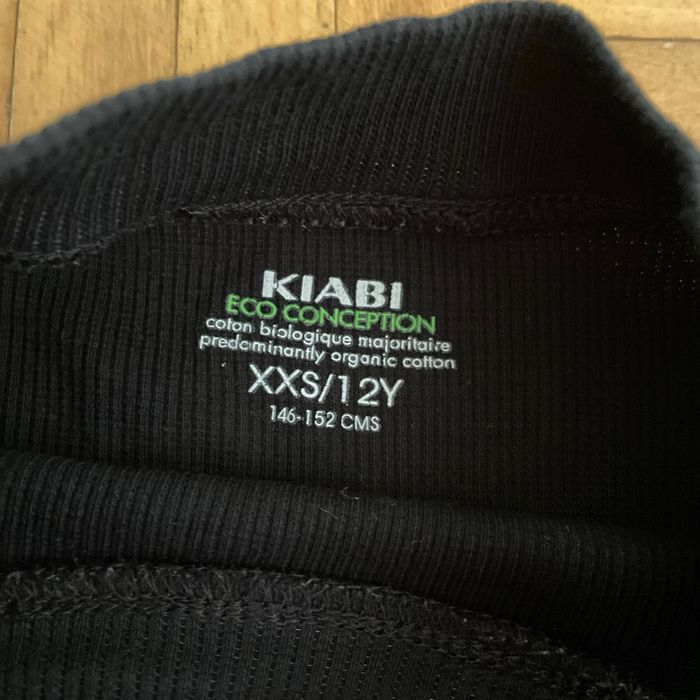 KIABI
ECO CONCEPTION
coton biologique majoritaire
predominantly organic cotton
XXS/12Y
146-152 CMS